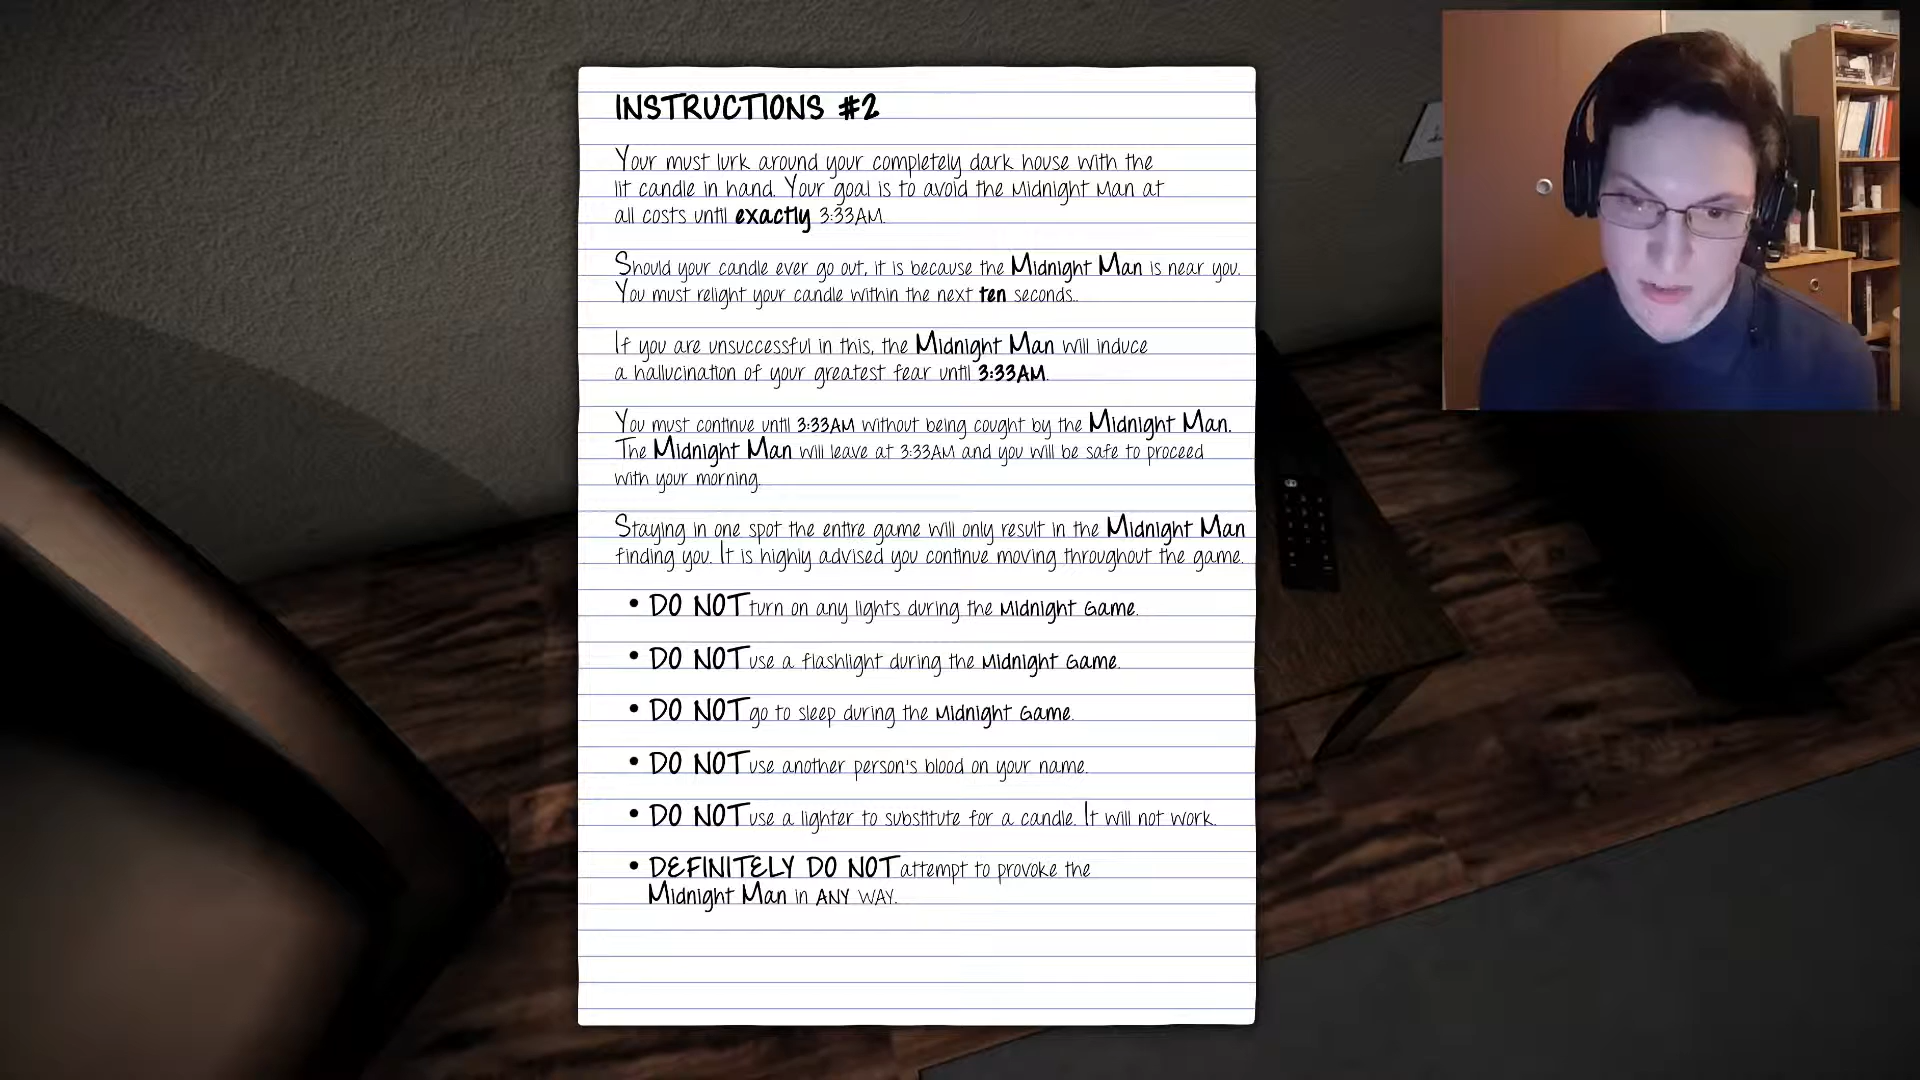 INSTRUCTIONS #2
Your must lurk around your completely dark house with the
lit candle in hand. Your goal is to avoid the Midnight Man at
all costs until exactly 3:33AM.
Should your candle ever go out, it is because the Midnight Man is near you.
You must relight your candle within the next ten seconds..
If you are unsuccessful in this, the Midnight Man will induce
a hallucination of your greatest fear until 3:33AM.
You must continue until 3:33AM without being cought by the Midnight Man.
The Midnight Man will leave at 3:33AM and you will be safe to proceed
with your morning.
Staying in one spot the entire game will only result in the Midnight Man
finding you. It is highly advised you continue moving throughout the game.
• DO NOT turn on any lights during the Midnight Game.
• DO NOT use a flashlight during the Midnight Game.
• DO NOT go to sleep during the Midnight Game.
• DO NOT use another person's blood on your name.
• DO NOT use a lighter to substitute for a candle. It will not work.
• DEFINITELY DO NOT attempt to provoke the
Midnight Man in ANY WAY.